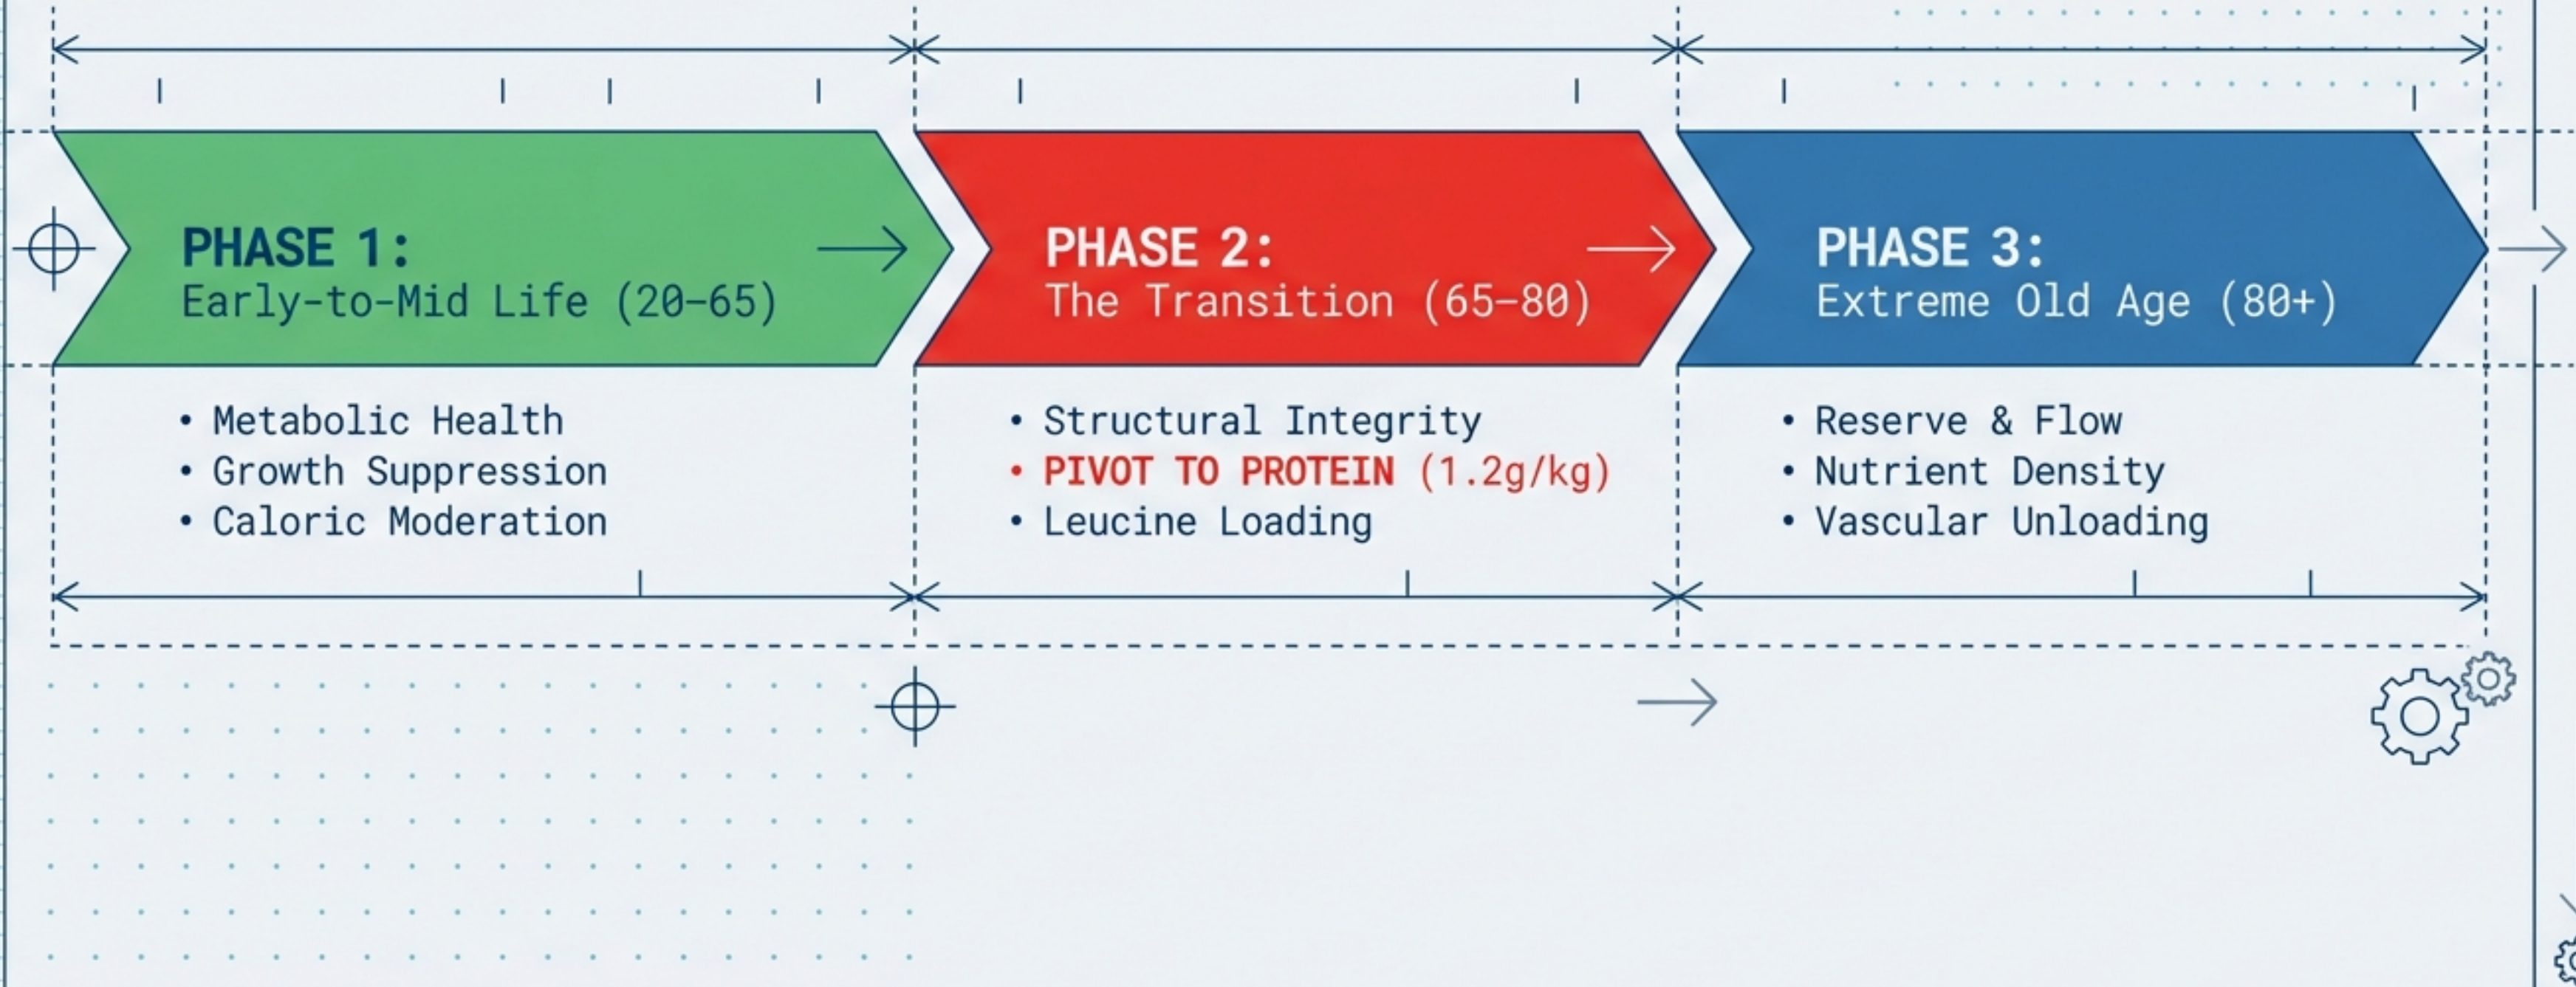 PHASE 1:
Early-to-Mid Life (20–65)
• Metabolic Health
• Growth Suppression
• Caloric Moderation
PHASE 2:
The Transition (65–80)
• Structural Integrity
• PIVOT TO PROTEIN (1.2g/kg)
• Leucine Loading
PHASE 3:
Extreme Old Age (80+)
• Reserve & Flow
• Nutrient Density
• Vascular Unloading